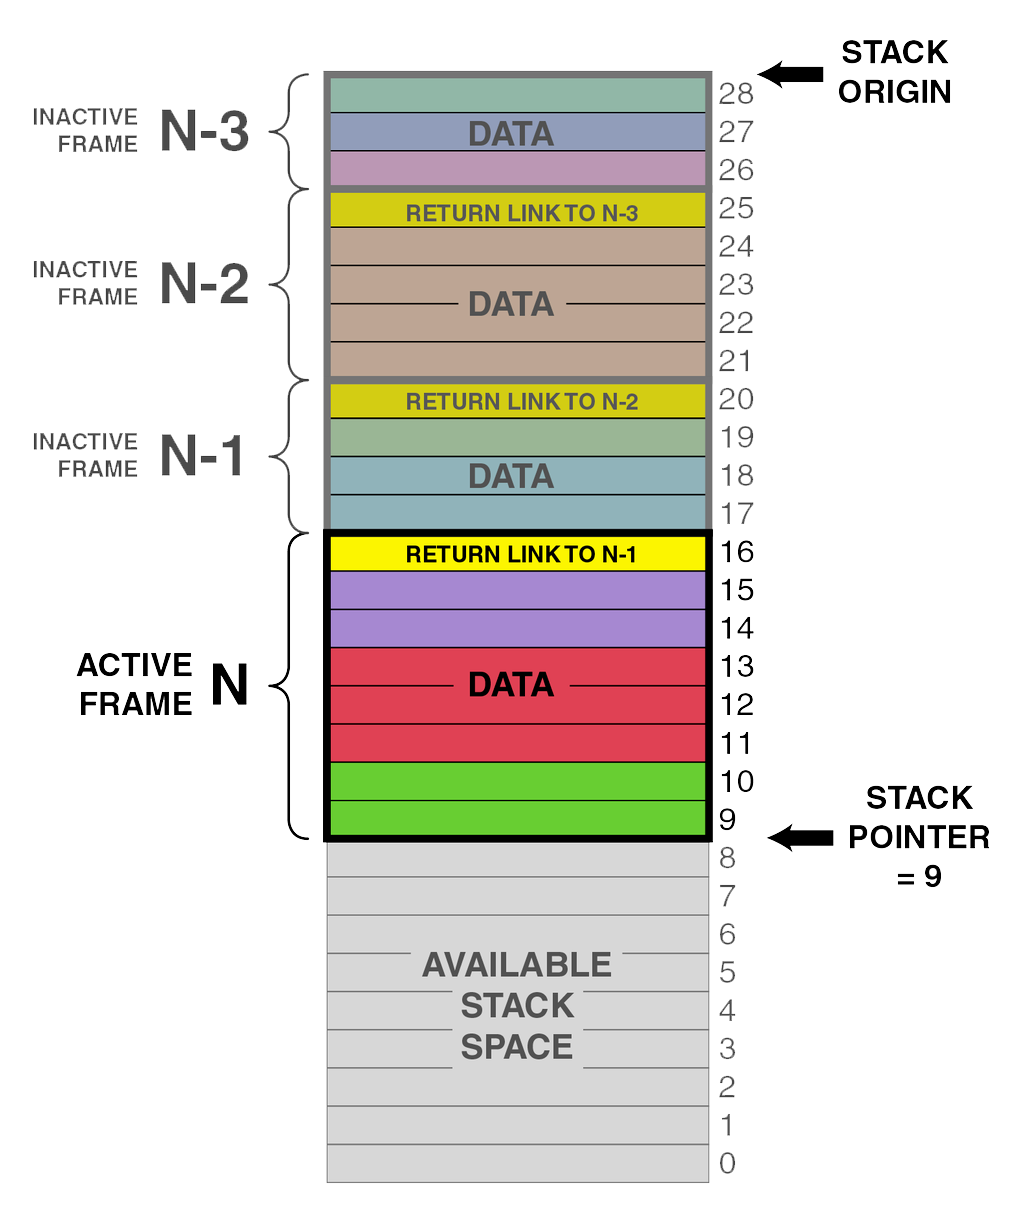 STACK
ORIGIN
28
INACTIVE
FRAME N-3
DATA
27
26
RETURN LINK TO N-3
25
24
INACTIVE
FRAME N-2
23
DATA
22
21
RETURN LINK TO N-2
20
19
INACTIVE
FRAME N-1
DATA
18
17
RETURN LINK TO N-1
16
15
14
ACTIVE
FRAME N
13
DATA
12
11
10
9
STACK
POINTER
= 9
8
7
6
AVAILABLE
STACK
SPACE
5
4
3
2
1
0